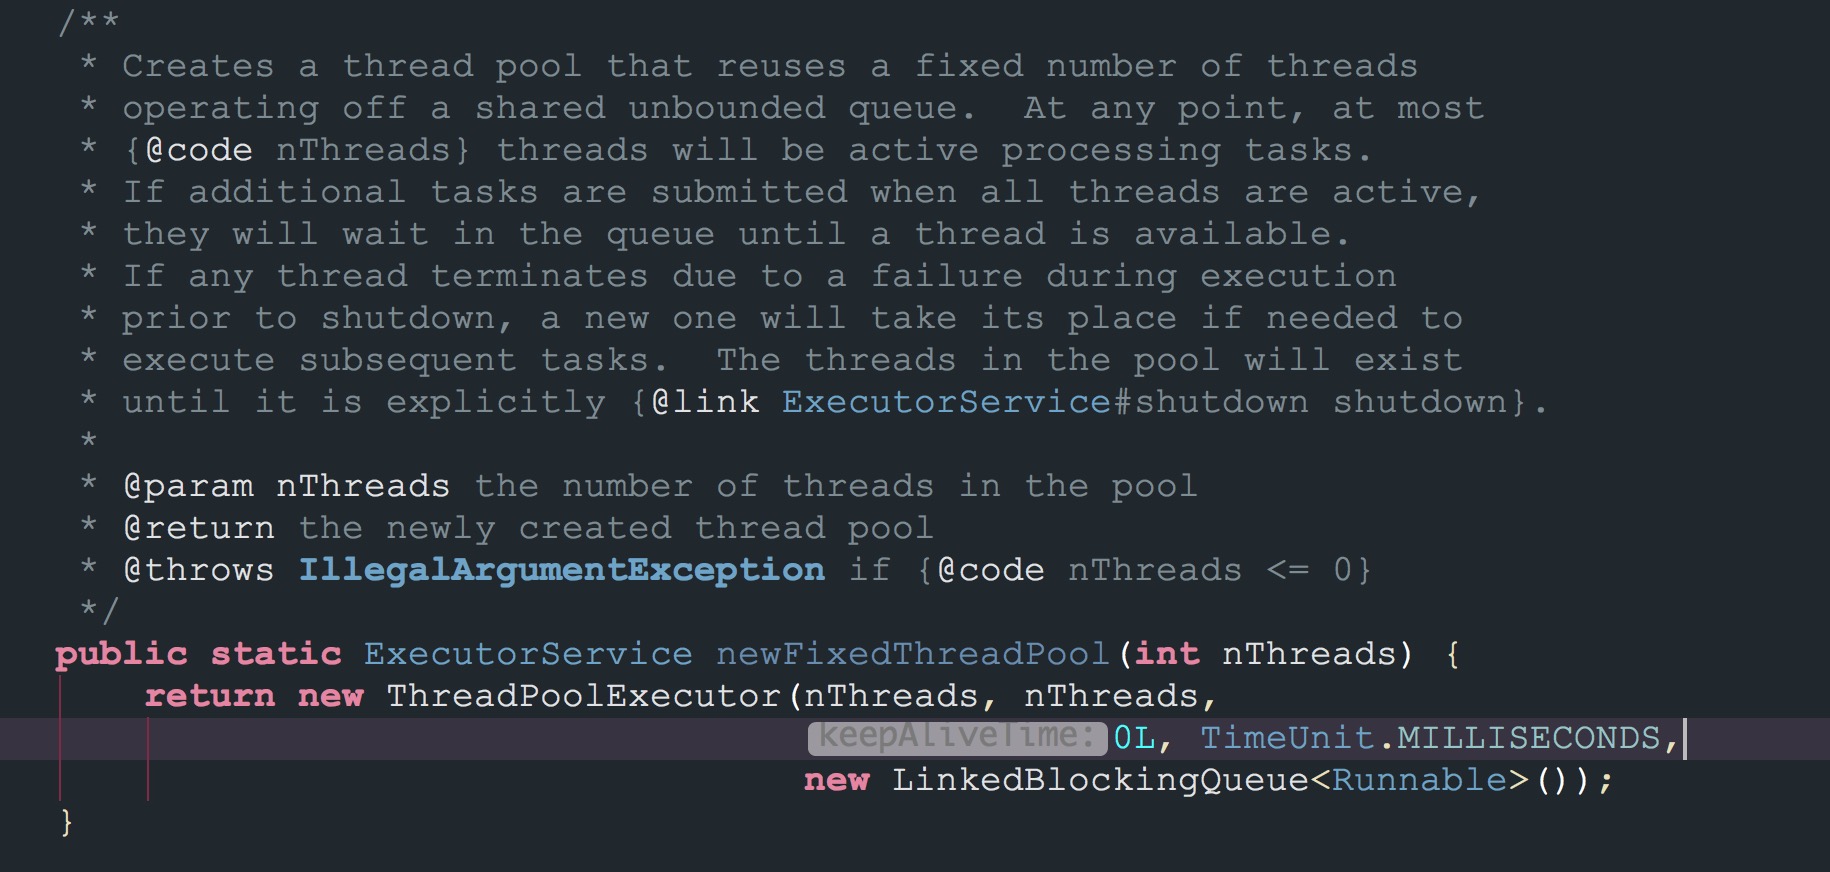 /**
 * Creates a thread pool that reuses a fixed number of threads
 * operating off a shared unbounded queue.  At any point, at most
 * {@code nThreads} threads will be active processing tasks.
 * If additional tasks are submitted when all threads are active,
 * they will wait in the queue until a thread is available.
 * If any thread terminates due to a failure during execution
 * prior to shutdown, a new one will take its place if needed to
 * execute subsequent tasks.  The threads in the pool will exist
 * until it is explicitly {@link ExecutorService#shutdown shutdown}.
 *
 * @param nThreads the number of threads in the pool
 * @return the newly created thread pool
 * @throws IllegalArgumentException if {@code nThreads <= 0}
 */
public static ExecutorService newFixedThreadPool(int nThreads) {
    return new ThreadPoolExecutor(nThreads, nThreads,
                                  keepAliveTime: 0L, TimeUnit.MILLISECONDS,
                                  new LinkedBlockingQueue<Runnable>());
}